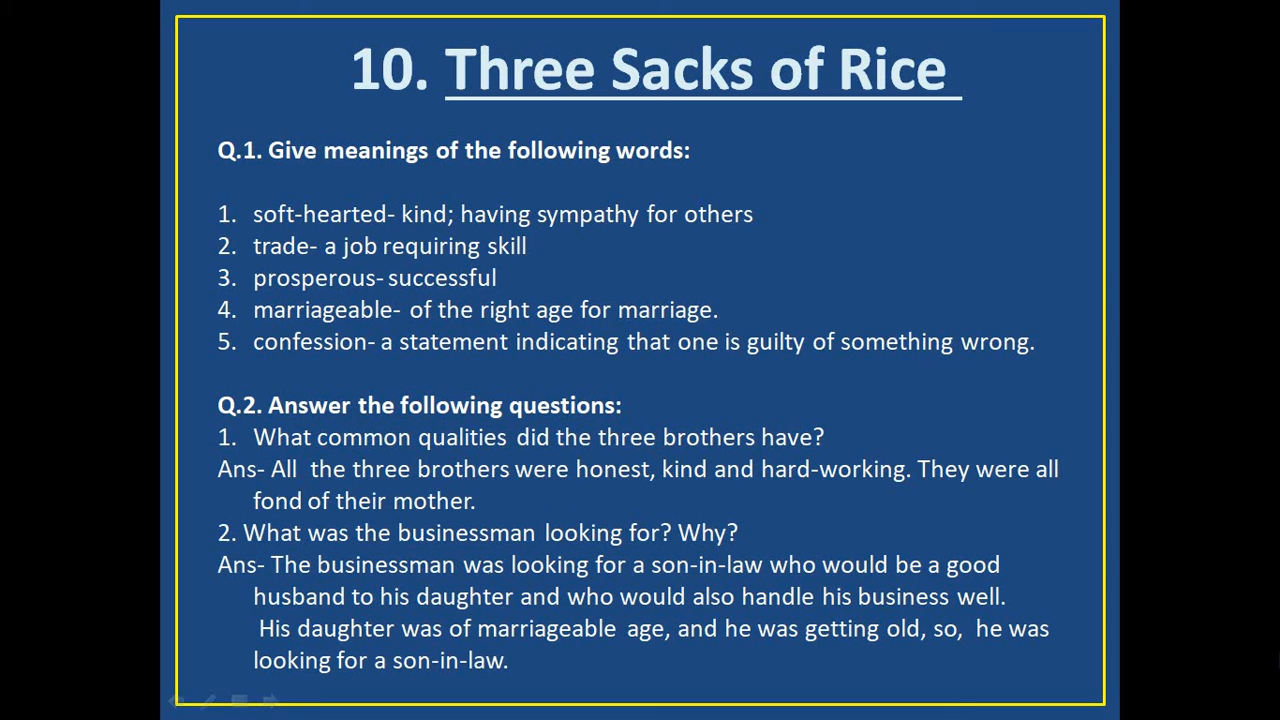 10. Three Sacks of Rice
Q.1. Give meanings of the following words:
1. soft-hearted- kind; having sympathy for others
2. trade- a job requiring skill
3. prosperous- successful
4. marriageable- of the right age for marriage.
5. confession- a statement indicating that one is guilty of something wrong.
Q.2. Answer the following questions:
1. What common qualities did the three brothers have?
Ans- All the three brothers were honest, kind and hard-working. They were all
fond of their mother.
2. What was the businessman looking for? Why?
Ans- The businessman was looking for a son-in-law who would be a good
husband to his daughter and who would also handle his business well.
His daughter was of marriageable age, and he was getting old, so, he was
looking for a son-in-law.